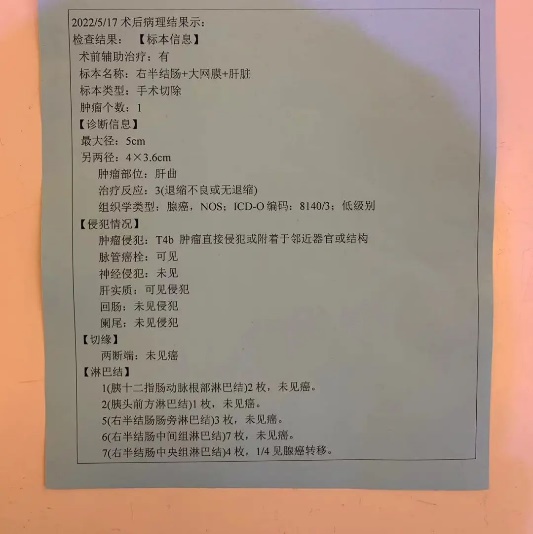 2022/5/17 术后病理结果示：
检查结果： 【标本信息】
术前辅助治疗：有
标本名称：右半结肠+大网膜+肝脏
标本类型：手术切除
肿瘤个数：1
【诊断信息】
最大径：5cm
另两径：4×3.6cm
肿瘤部位：肝曲
治疗反应：3(退缩不良或无退缩)
组织学类型：腺癌，NOS；ICD-O 编码：8140/3；低级别
【侵犯情况】
肿瘤侵犯：T4b 肿瘤直接侵犯或附着于邻近器官或结构
脉管癌栓：可见
神经侵犯：未见
肝实质：可见侵犯
回肠：未见侵犯
阑尾：未见侵犯
【切缘】
两断端：未见癌
【淋巴结】
1(胰十二指肠动脉根部淋巴结)2 枚，未见癌。
2(胰头前方淋巴结)1 枚，未见癌。
5(右半结肠肠旁淋巴结)3 枚，未见癌。
6(右半结肠中间组淋巴结)7 枚，未见癌。
7(右半结肠中央组淋巴结)4 枚，1/4 见腺癌转移。